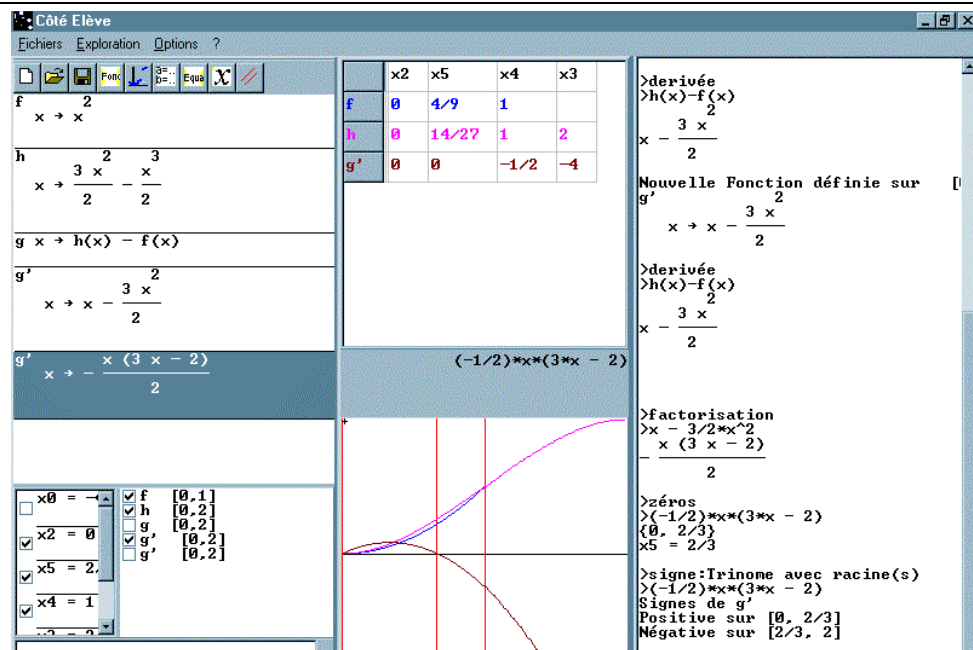 Côté Elève
Fichiers Exploration Options ?
Fonc a=.. b=.. Equa X
f 2
x → x
h 2 3
3 x x
x → ——— − ———
2 2
g x → h(x) − f(x)
g' 2
3 x
x → x − ———
2
g' x (3 x − 2)
x → − ———
2
x2 x5 x4 x3
f 0 4/9 1
h 0 14/27 1 2
g' 0 0 -1/2 -4
(-1/2)*x*(3*x - 2)
x0 = -
x2 = 0
x5 = 2
x4 = 1
f [0,1]
h [0,2]
g [0,2]
g' [0,2]
g' [0,2]
>derivée
>h(x)-f(x)
2
3 x
x − ———
2
Nouvelle Fonction définie sur [
g' 2
3 x
x → x − ———
2
>derivée
>h(x)-f(x)
2
3 x
x − ———
2
>factorisation
>x - 3/2*x^2
x (3 x − 2)
− ———
2
>zéros
>(-1/2)*x*(3*x - 2)
{0, 2/3}
x5 = 2/3
>signe:Trinome avec racine(s)
>(-1/2)*x*(3*x - 2)
Signes de g'
Positive sur [0, 2/3]
Négative sur [2/3, 2]